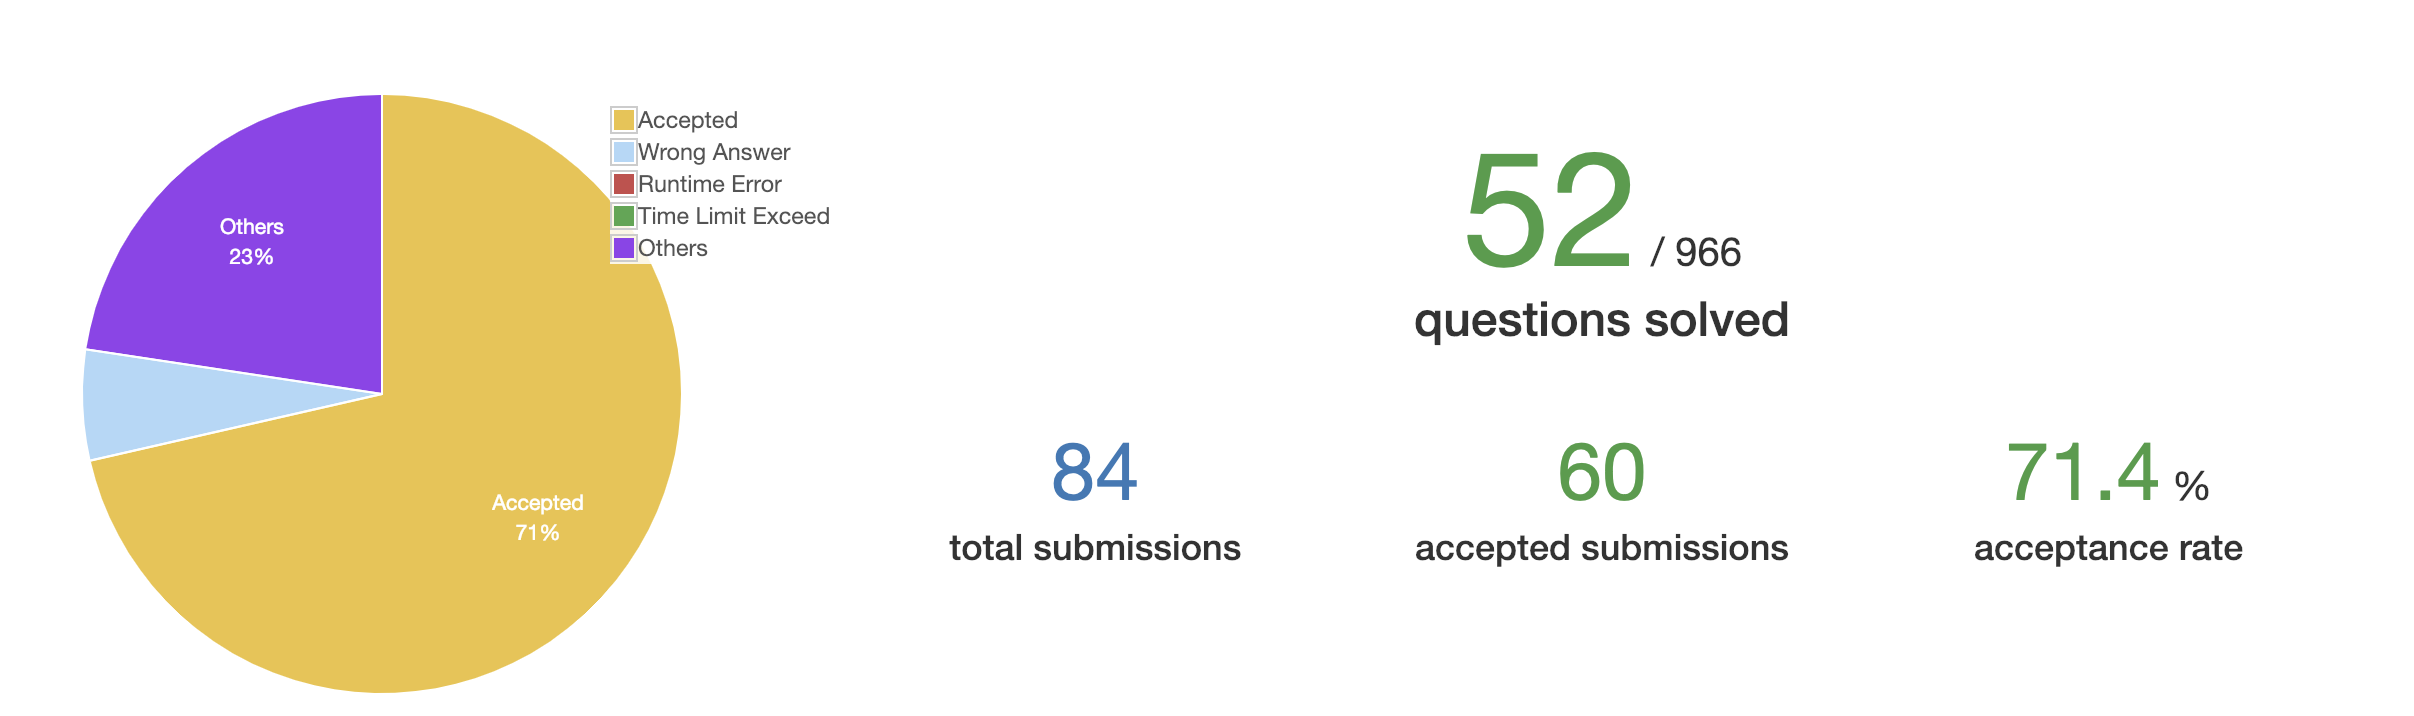 Others
23%
Accepted
71%
Accepted
Wrong Answer
Runtime Error
Time Limit Exceed
Others
52 / 966
questions solved
84
total submissions
60
accepted submissions
71.4 %
acceptance rate